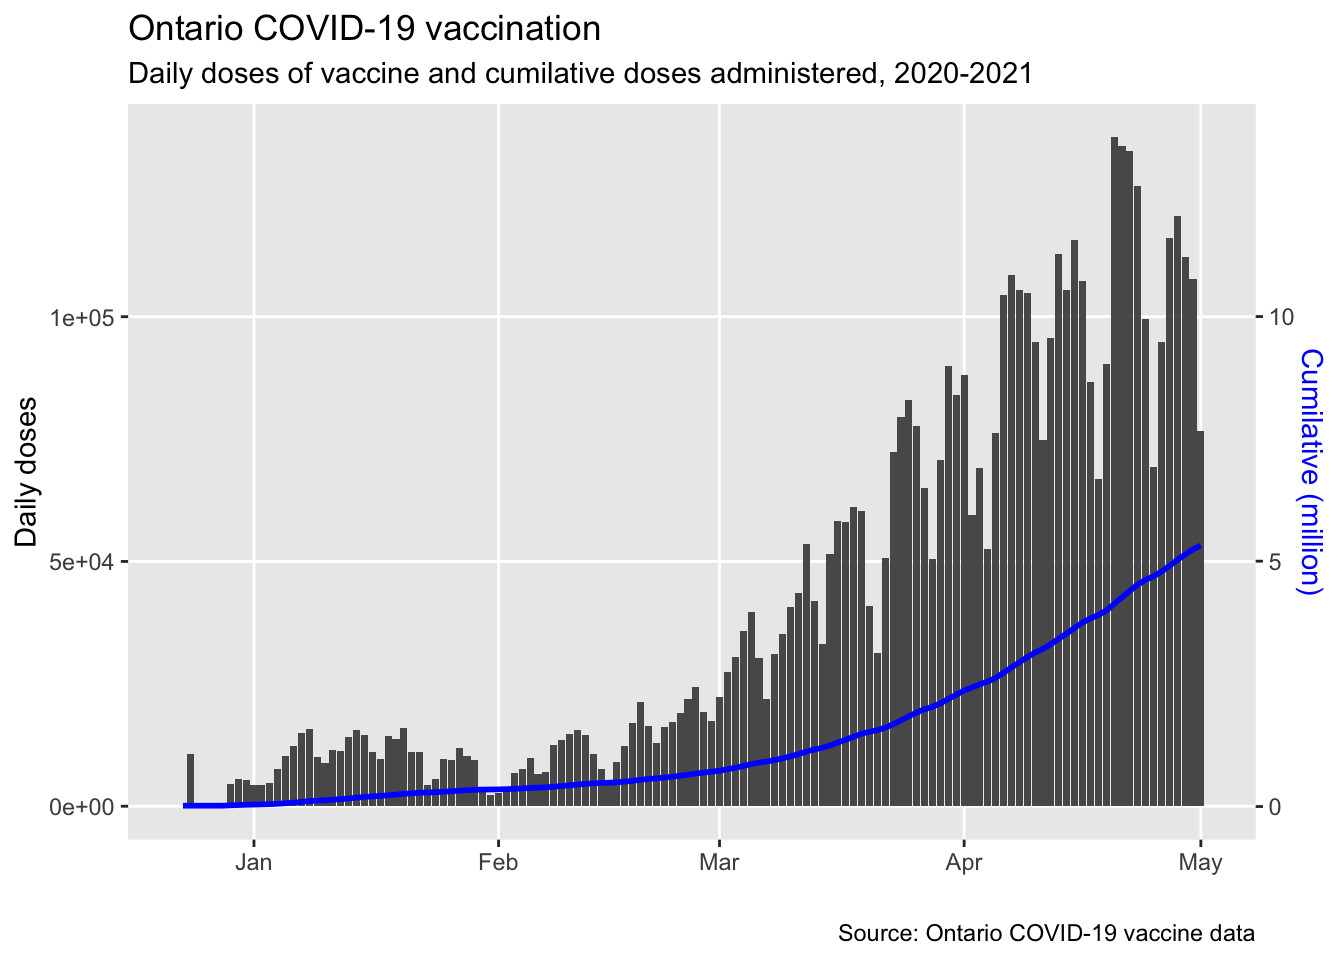 Ontario COVID-19 vaccination
Daily doses of vaccine and cumilative doses administered, 2020-2021
Daily doses
1e+05
5e+04
0e+00
10
5
0
Cumilative (million)
Jan
Feb
Mar
Apr
May
Source: Ontario COVID-19 vaccine data